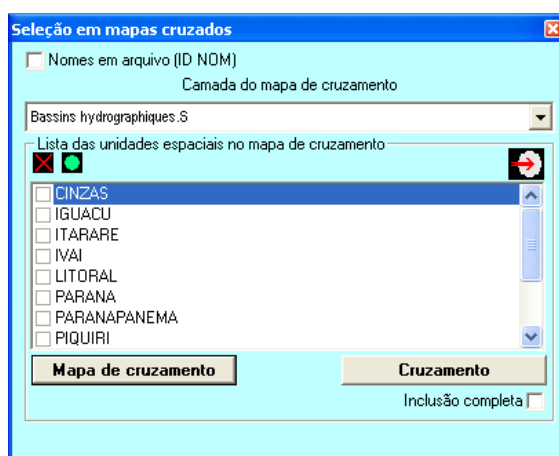 Seleção em mapas cruzados
Nomes em arquivo (ID NOM)
Camada do mapa de cruzamento
Bassins hydrographiques.S
Lista das unidades espaciais no mapa de cruzamento
CINZAS
IGUACU
ITARARE
IVAI
LITORAL
PARANA
PARANAPANEMA
PIQUIRI
Mapa de cruzamento Cruzamento
Inclusão completa